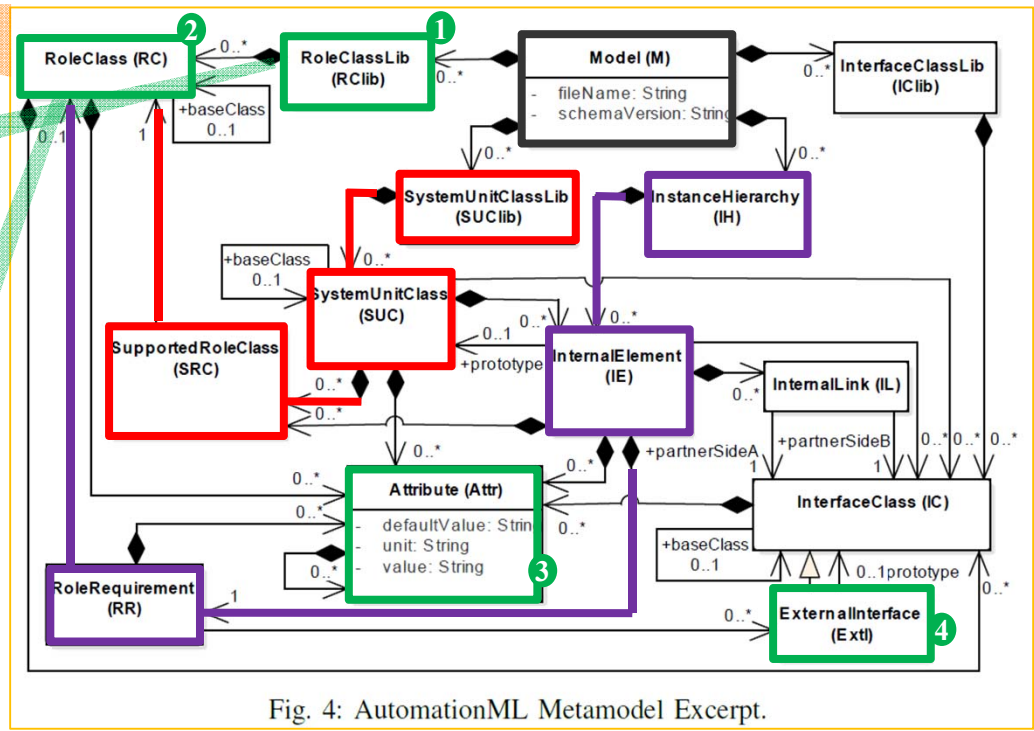 2
1
RoleClass (RC)
0..*
RoleClassLib
(RClib)
0..*
Model (M)
- fileName: String
- schemaVersion: String
0..*
InterfaceClassLib
(IClib)
+baseClass
0..1
0..1
1
0..*
0..*
SystemUnitClassLib
(SUClib)
InstanceHierarchy
(IH)
+baseClass
0..1
0..*
SystemUnitClass
(SUC)
0..*
0..*
0..1
+prototype
SupportedRoleClass
(SRC)
InternalElement
(IE)
0..*
InternalLink (IL)
0..*
0..*
0..*
+partnerSideA
1
+partnerSideB
1
0..*
0..*
0..*
0..*
Attribute (Attr)
- defaultValue: String
- unit: String
- value: String
3
0..*
0..*
0..*
0..*
InterfaceClass (IC)
+baseClass
0..1
0..1prototype
0..*
RoleRequirement
(RR)
1
0..*
ExternalInterface
(ExtI)
4
Fig. 4: AutomationML Metamodel Excerpt.